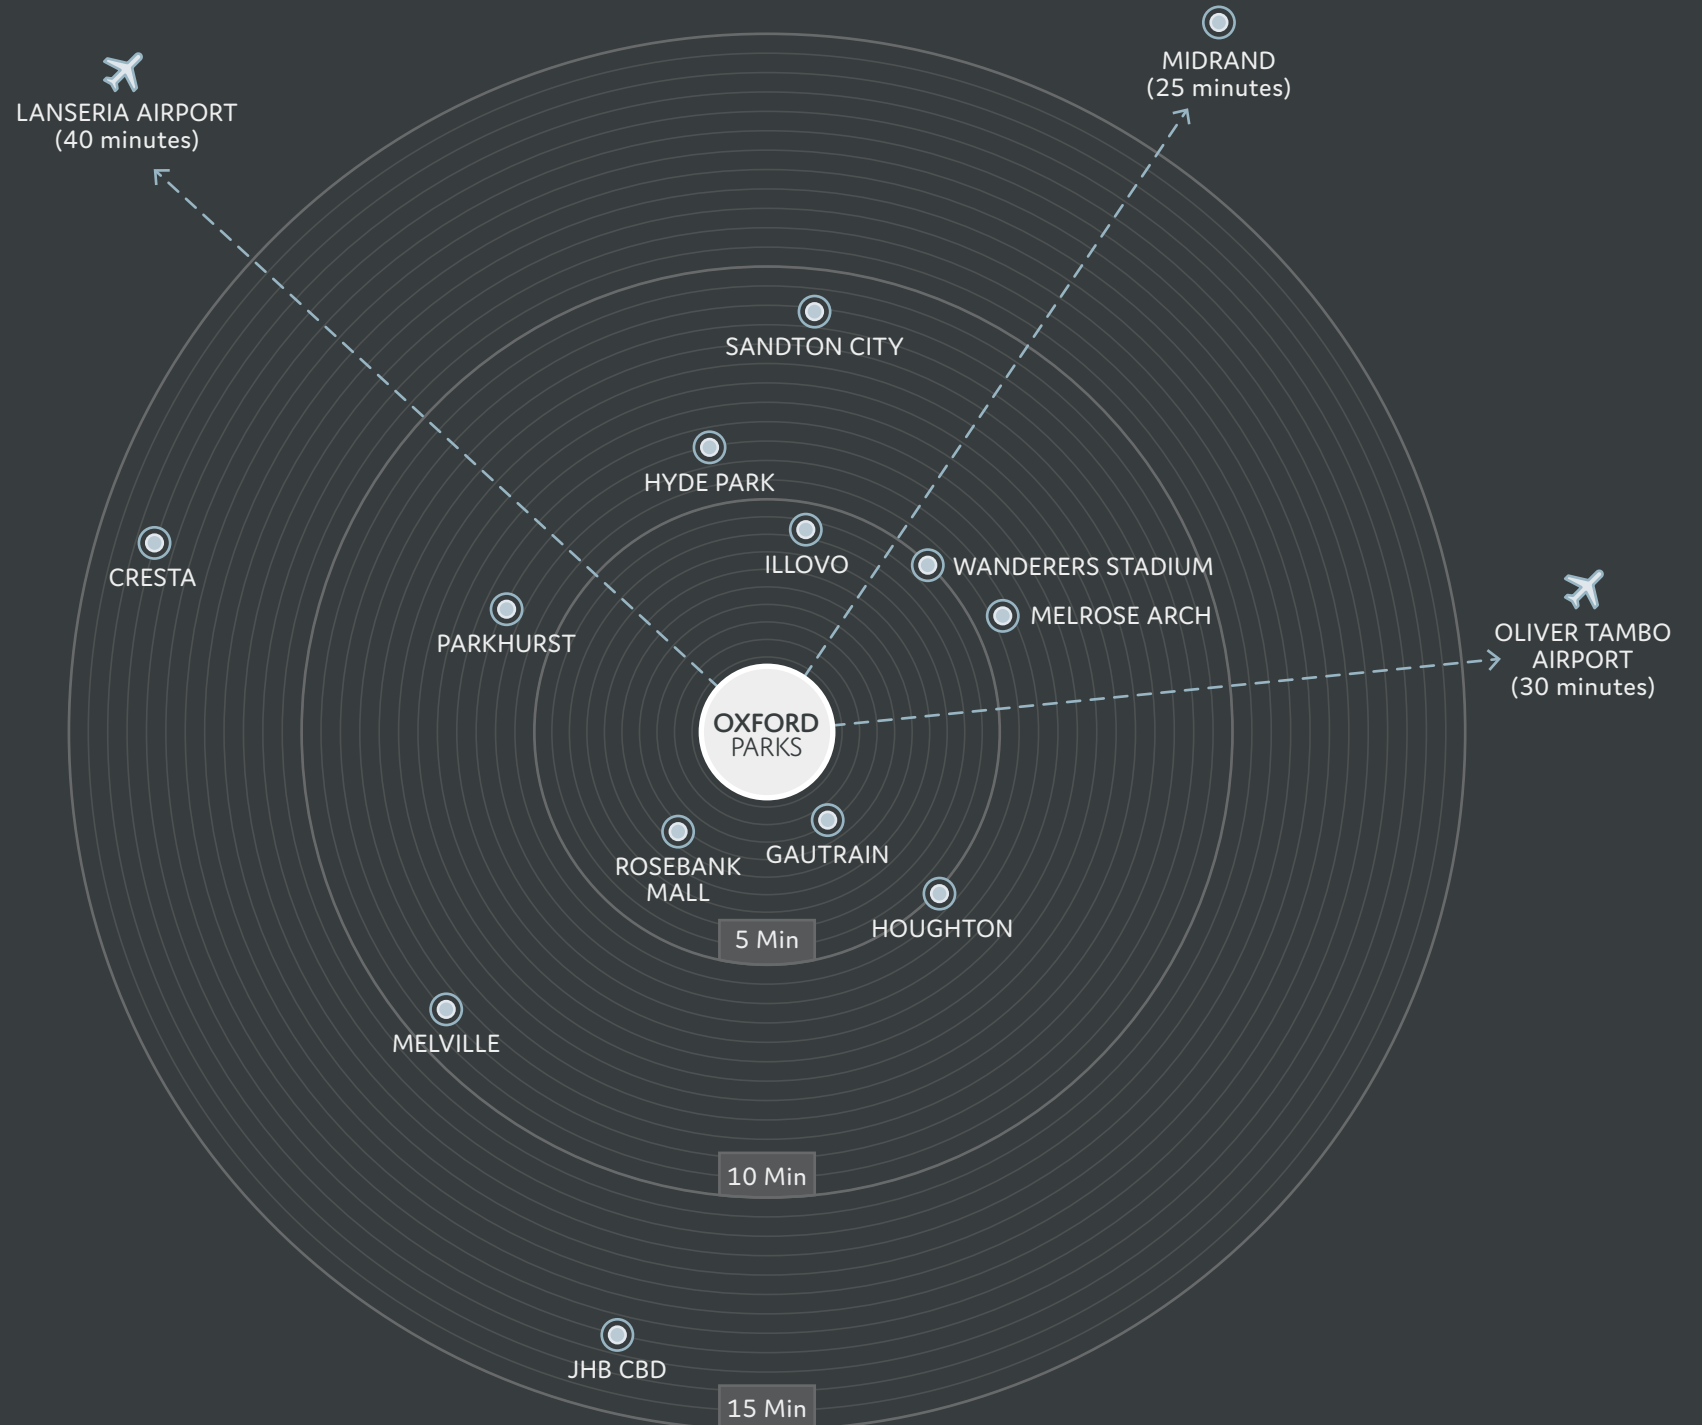 MIDRAND
(25 minutes)
LANSERIA AIRPORT
(40 minutes)
SANDTON CITY
HYDE PARK
ILLOVO
WANDERERS STADIUM
CRESTA
MELROSE ARCH
PARKHURST
OLIVER TAMBO
AIRPORT
(30 minutes)
OXFORD
PARKS
GAUTRAIN
ROSEBANK
MALL
HOUGHTON
5 Min
MELVILLE
10 Min
JHB CBD
15 Min